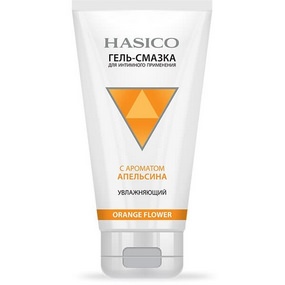 HASICO
ГЕЛЬ-СМАЗКА
ДЛЯ ИНТИМНОГО ПРИМЕНЕНИЯ
С АРОМАТОМ
АПЕЛЬСИНА
УВЛАЖНЯЮЩИЙ
ORANGE FLOWER